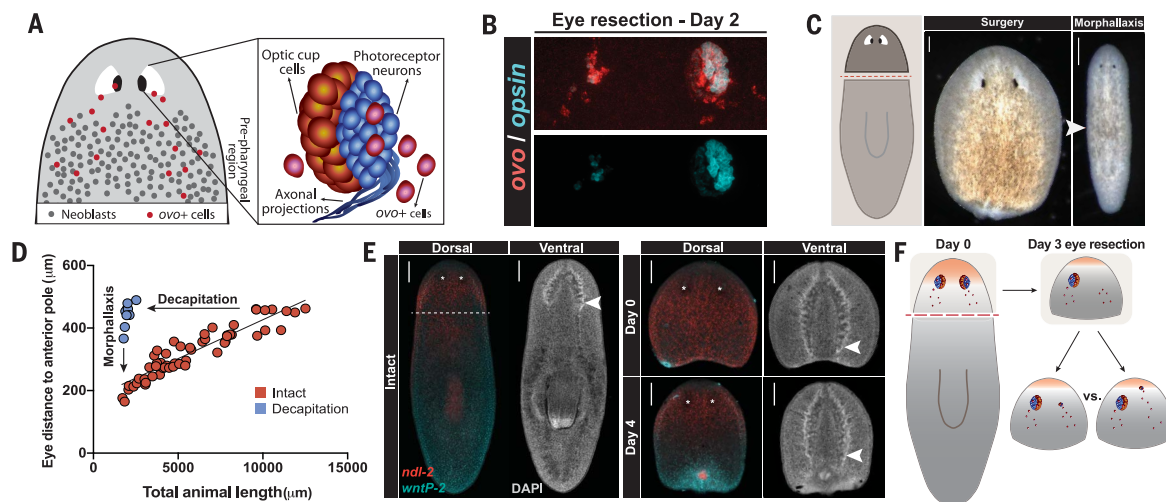 A
Optic cup
cells
Photoreceptor
neurons
Pre-pharyngeal
region
Axonal
projections
ovo+ cells
Neoblasts
ovo+ cells
B
Eye resection - Day 2
ovo / opsin
C
Surgery
Morphallaxis
D
Eye distance to anterior pole (μm)
600
400
200
0
Decapitation
Morphallaxis
Intact
Decapitation
0
5000
10000
15000
Total animal length(μm)
E
Dorsal
Ventral
Intact
ndl-2
wntP-2
DAPI
Dorsal
Ventral
Day 0
Day 4
F
Day 0
Day 3 eye resection
vs.